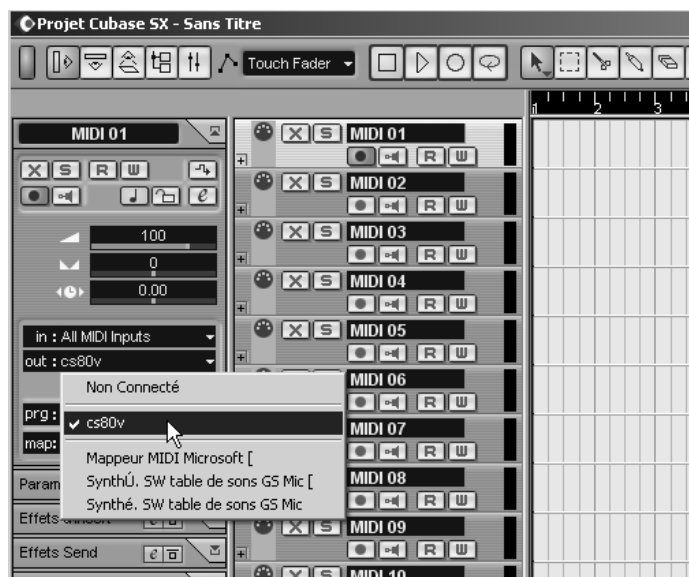 Projet Cubase SX - Sans Titre
Touch Fader
1 2 3
MIDI 01
X S R W
e
100
0
0.00
in : All MIDI Inputs
out : cs80v
Non Connecté
cs80v
Mappeur MIDI Microsoft [
SynthÚ. SW table de sons GS Mic [
Synthé. SW table de sons GS Mic
prg :
map:
Param
Effets
Effets Send
e
X S MIDI 01
R W
X S MIDI 02
R W
X S MIDI 03
R W
X S MIDI 04
R W
X S MIDI 05
R W
MIDI 06
R W
MIDI 07
R W
MIDI 08
R W
X S MIDI 09
R W
X S MIDI 10